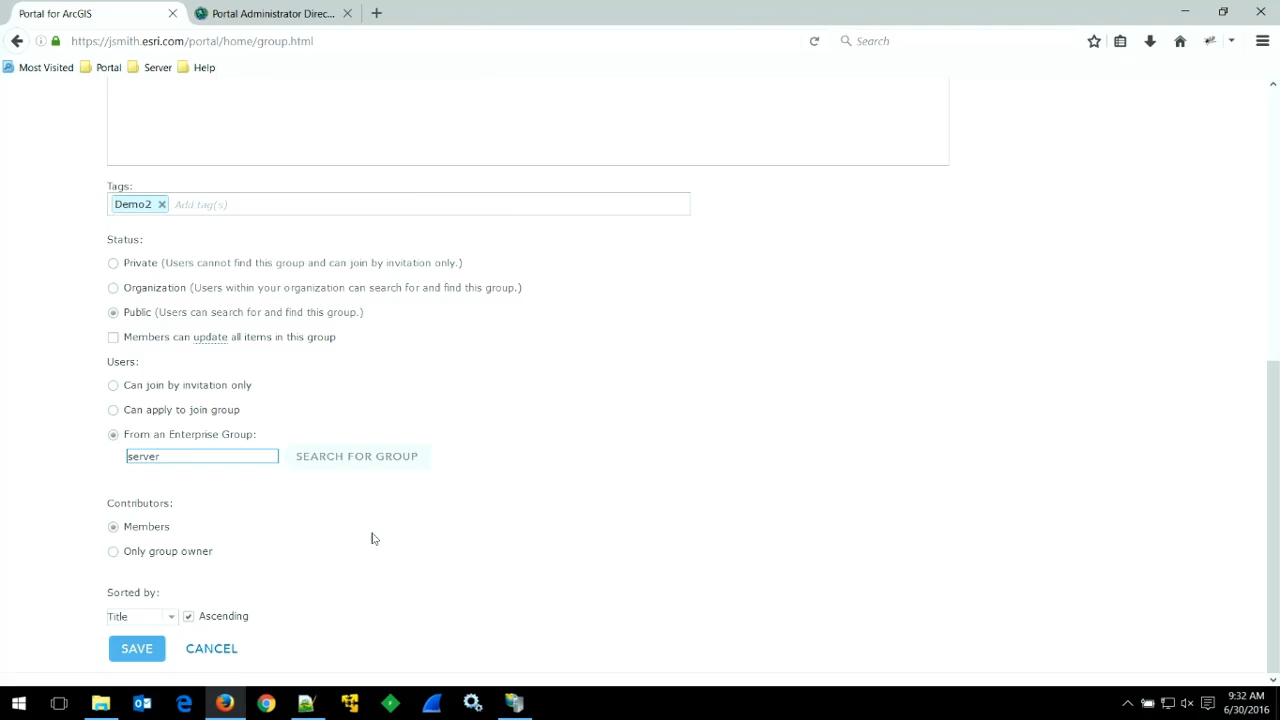 Portal for ArcGIS
Portal Administrator Direc...
https://jsmith.esri.com/portal/home/group.html
Search
Most Visited
Portal
Server
Help
Tags:
Demo2
Add tag(s)
Status:
Private (Users cannot find this group and can join by invitation only.)
Organization (Users within your organization can search for and find this group.)
Public (Users can search for and find this group.)
Members can update all items in this group
Users:
Can join by invitation only
Can apply to join group
From an Enterprise Group:
server
SEARCH FOR GROUP
Contributors:
Members
Only group owner
Sorted by:
Title
Ascending
SAVE
CANCEL
9:32 AM
6/30/2016